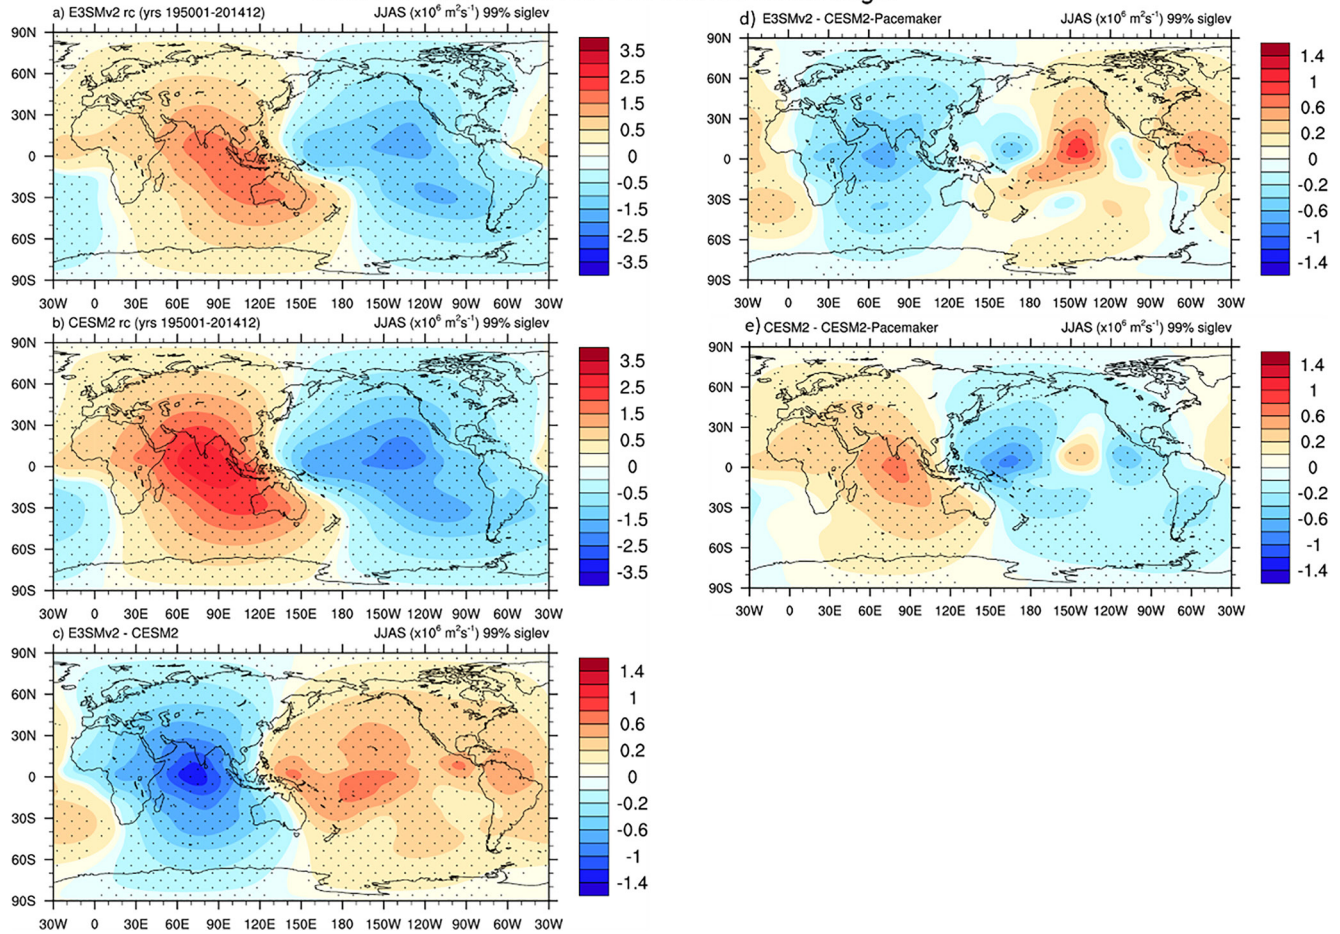 a) E3SMv2 rc (yrs 195001-201412) JJAS (x10⁶ m²s⁻¹) 99% siglev
90N
60N
30N
0
30S
60S
90S
30W 0 30E 60E 90E 120E 150E 180 150W 120W 90W 60W 30W
3.5
2.5
1.5
0.5
0
-0.5
-1.5
-2.5
-3.5
b) CESM2 rc (yrs 195001-201412) JJAS (x10⁶ m²s⁻¹) 99% siglev
90N
60N
30N
0
30S
60S
90S
30W 0 30E 60E 90E 120E 150E 180 150W 120W 90W 60W 30W
3.5
2.5
1.5
0.5
0
-0.5
-1.5
-2.5
-3.5
c) E3SMv2 - CESM2 JJAS (x10⁶ m²s⁻¹) 99% siglev
90N
60N
30N
0
30S
60S
90S
30W 0 30E 60E 90E 120E 150E 180 150W 120W 90W 60W 30W
1.4
1
0.6
0.2
0
-0.2
-0.6
-1
-1.4
d) E3SMv2 - CESM2-Pacemaker JJAS (x10⁶ m²s⁻¹) 99% siglev
90N
60N
30N
0
30S
60S
90S
30W 0 30E 60E 90E 120E 150E 180 150W 120W 90W 60W 30W
1.4
1
0.6
0.2
0
-0.2
-0.6
-1
-1.4
e) CESM2 - CESM2-Pacemaker JJAS (x10⁶ m²s⁻¹) 99% siglev
90N
60N
30N
0
30S
60S
90S
30W 0 30E 60E 90E 120E 150E 180 150W 120W 90W 60W 30W
1.4
1
0.6
0.2
0
-0.2
-0.6
-1
-1.4